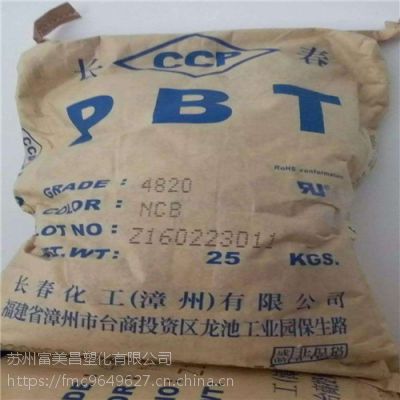 长 CCP 春
PBT
RoHS conformation
GRADE: 4820
COLOR: NCB
LOT NO: Z16022301
NT.WT: 25 KGS.
长春化工(漳州)有限公司
福建省漳州市台商投资区龙池工业园保生路
苏州富美昌塑化有限公司
https://fmc9649627.cn.china.cn